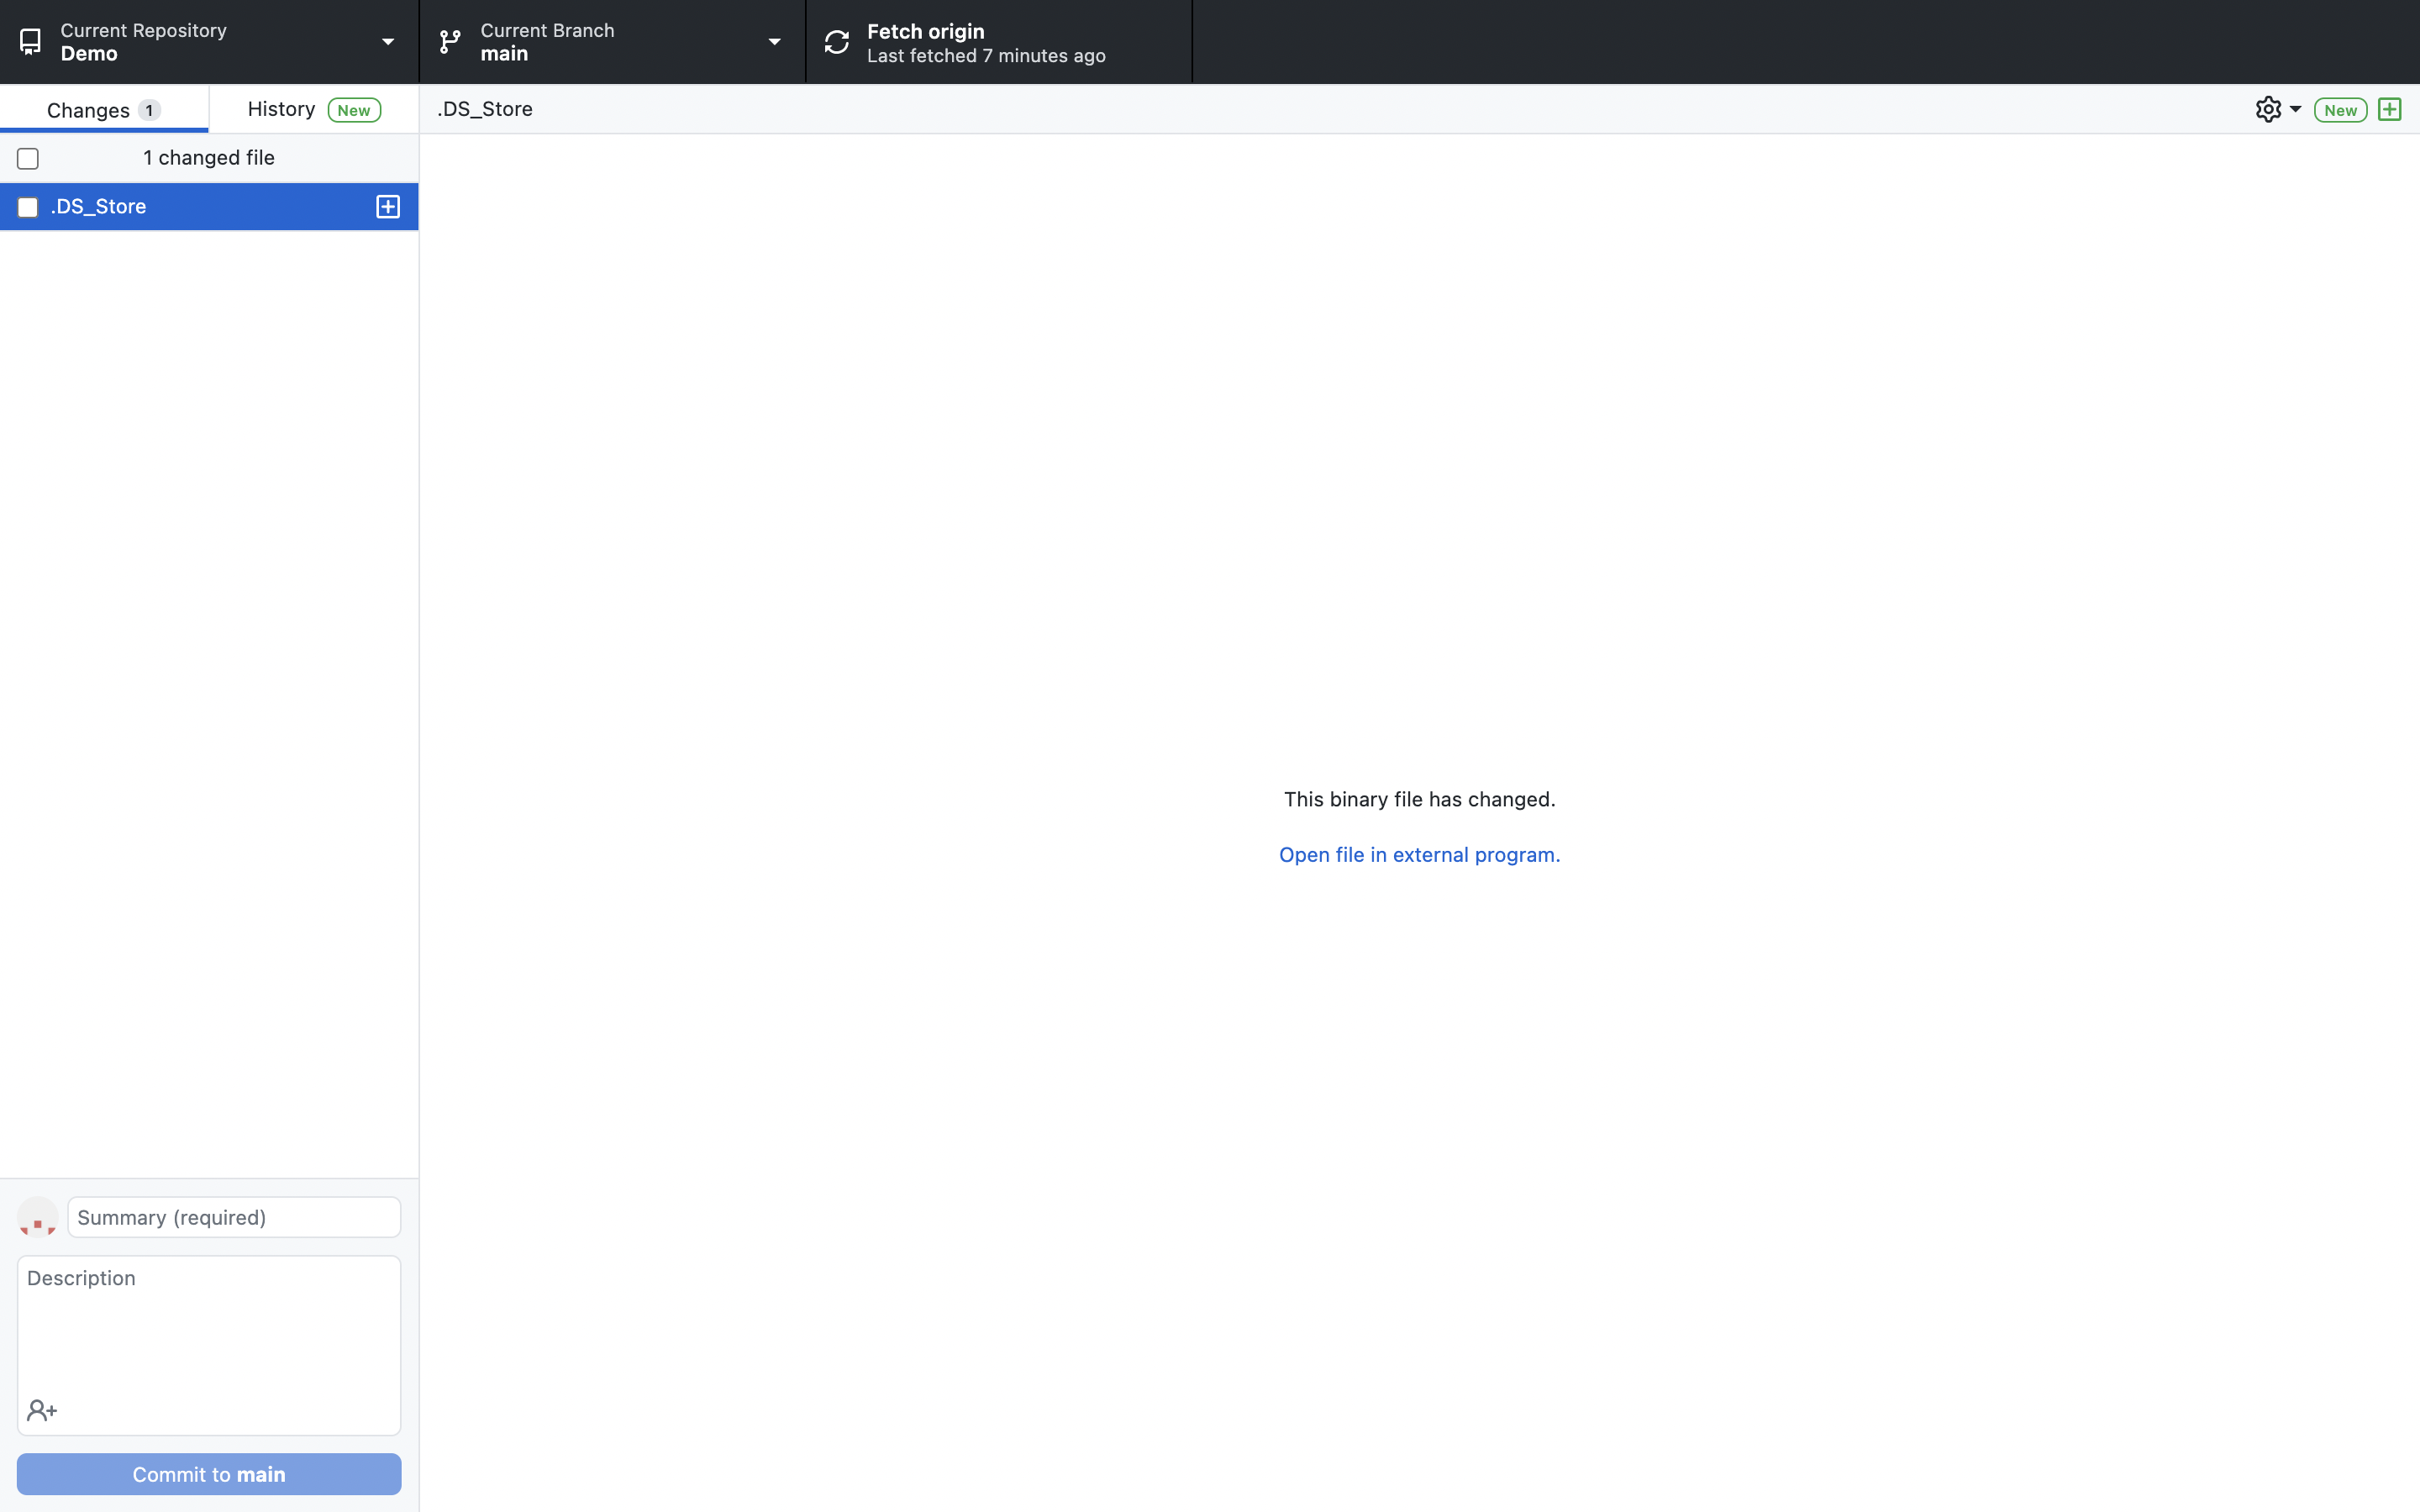 Current Repository
Demo
Current Branch
main
Fetch origin
Last fetched 7 minutes ago
Changes 1
History New
.DS_Store
New
1 changed file
.DS_Store
This binary file has changed.
Open file in external program.
Summary (required)
Description
Commit to main